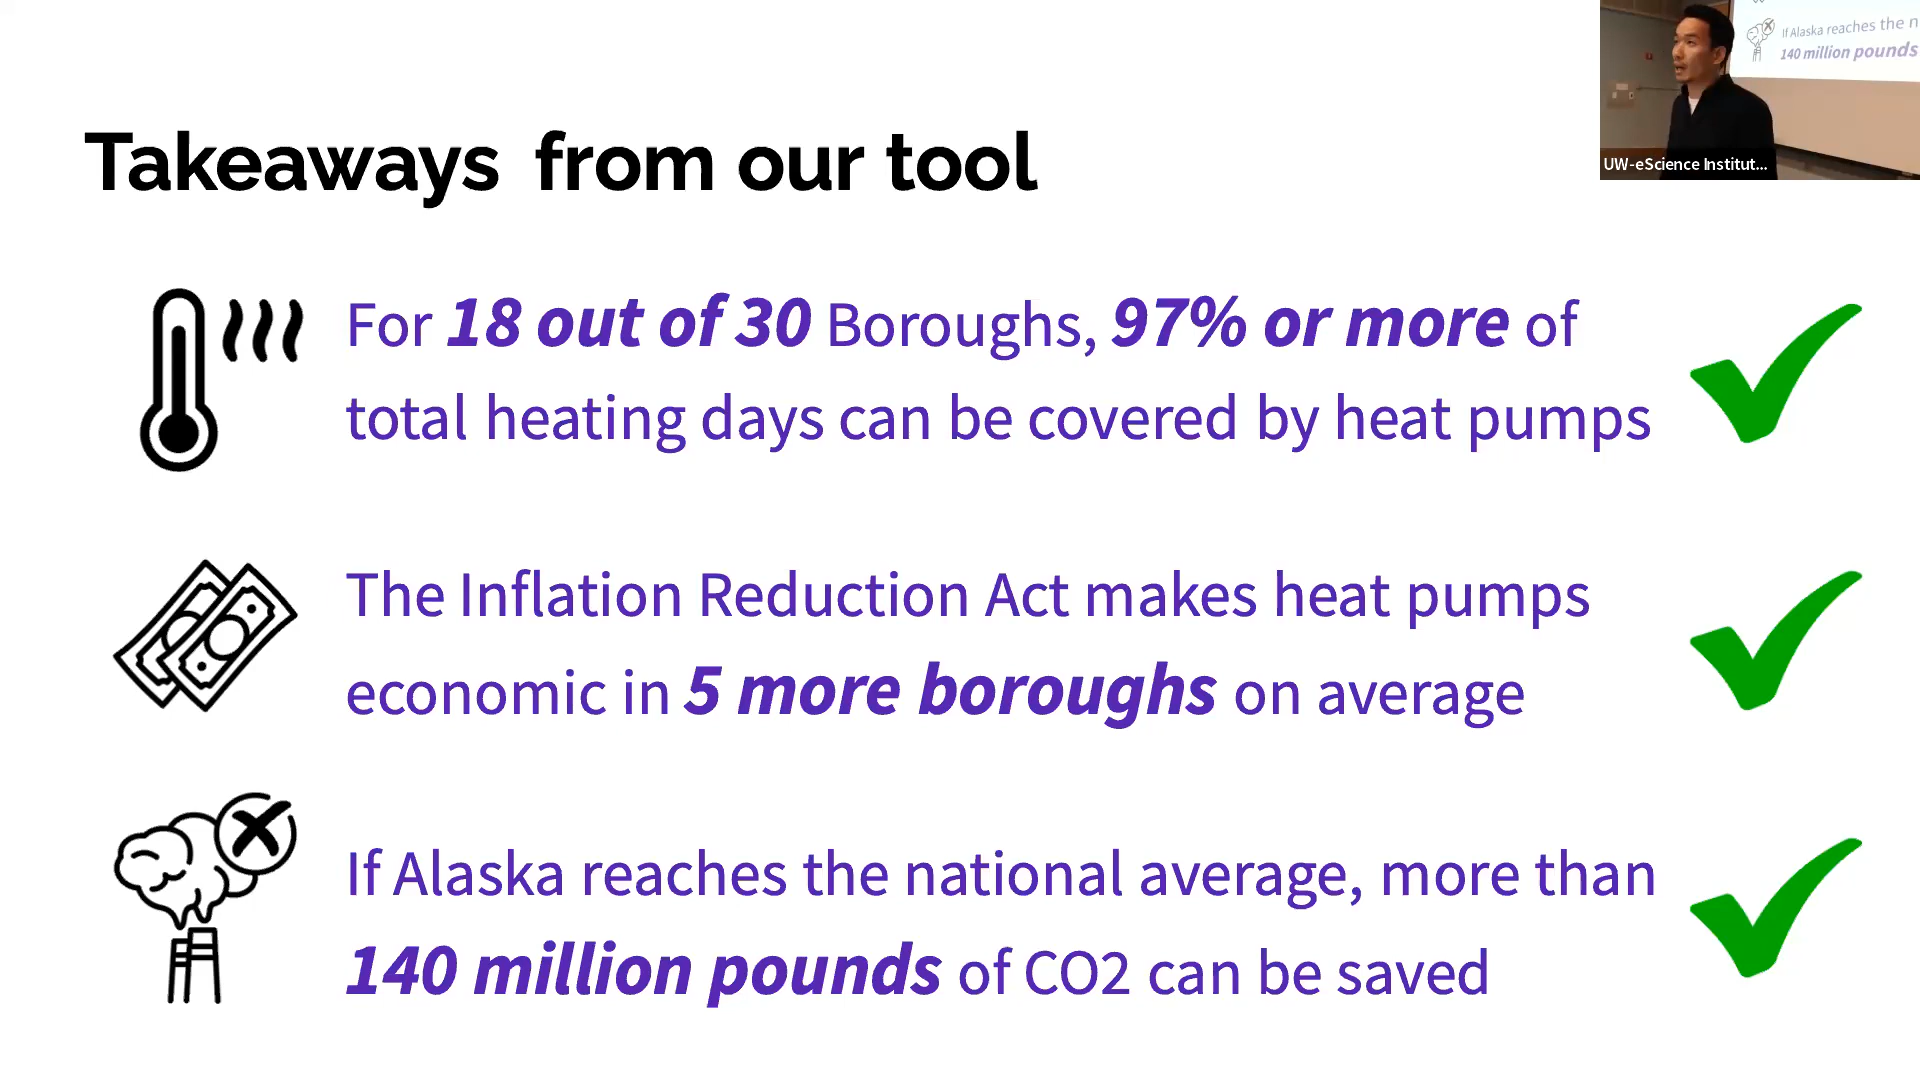 If Alaska reaches the n
140 million pounds
UW-eScience Institut...
Takeaways from our tool
For 18 out of 30 Boroughs, 97% or more of
total heating days can be covered by heat pumps
The Inflation Reduction Act makes heat pumps
economic in 5 more boroughs on average
If Alaska reaches the national average, more than
140 million pounds of CO2 can be saved